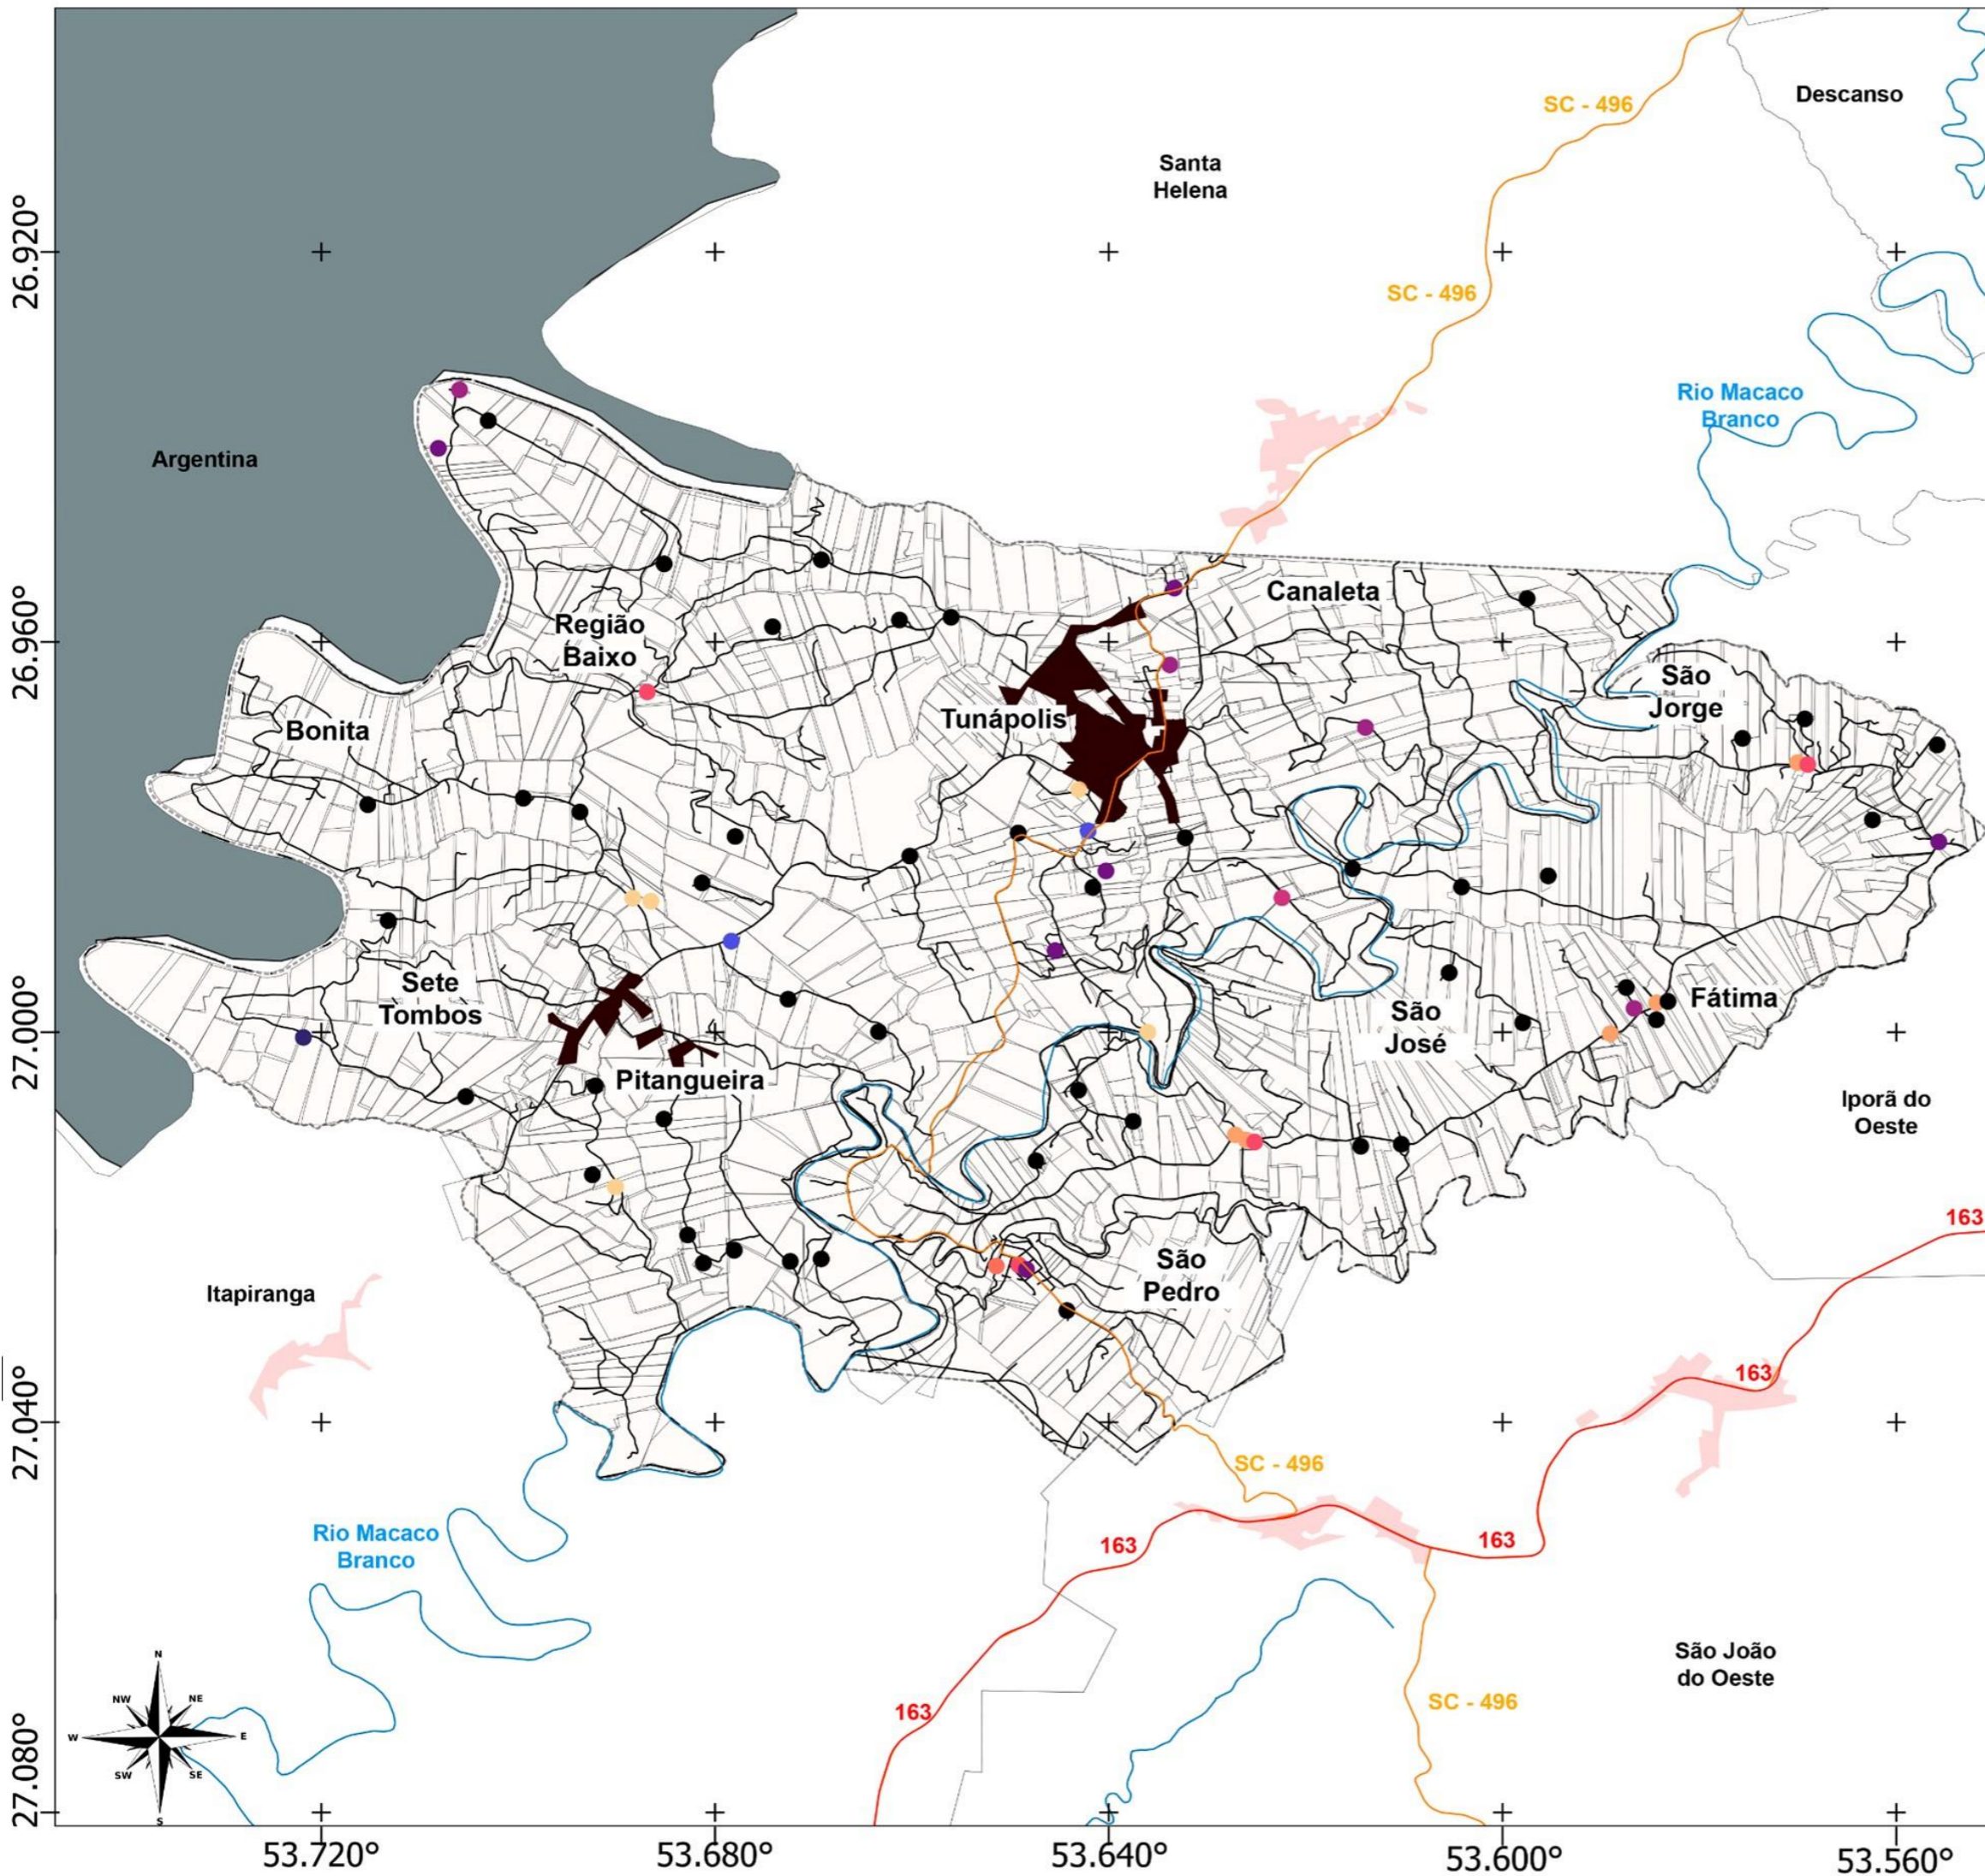 SC - 496
Descanso
Santa
Helena
26.920°
SC - 496
Rio Macaco
Branco
Argentina
Canaleta
26.960°
Região
Baixo
São
Jorge
Tunápolis
Bonita
Sete
Tombos
Fátima
27.000°
São
José
Pitangueira
Iporã do
Oeste
163
São
Pedro
Itapiranga
163
27.040°
SC - 496
Rio Macaco
Branco
163
163
São João
do Oeste
N
NW
NE
W
E
SW
SE
S
SC - 496
163
27.080°
53.720°
53.680°
53.640°
53.600°
53.560°